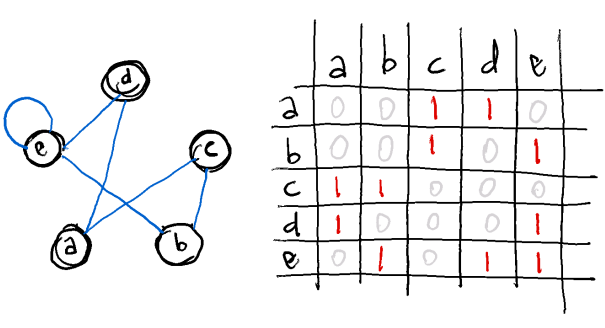 d
e
c
a
b
a b c d e
a 0 0 1 1 0
b 0 0 1 0 1
c 1 1 0 0 0
d 1 0 0 0 1
e 0 1 0 1 1